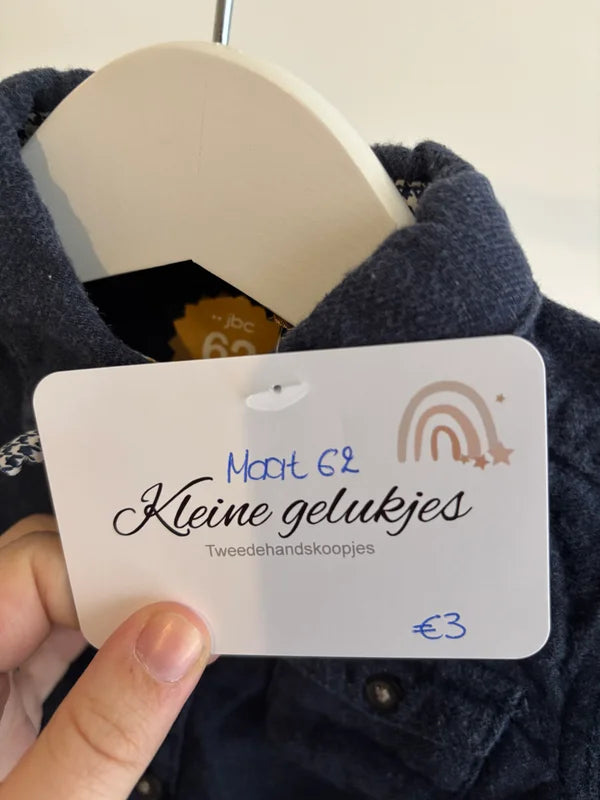 jbc
62
Maat 62
Kleine gelukjes
Tweedehandskoopjes
€3